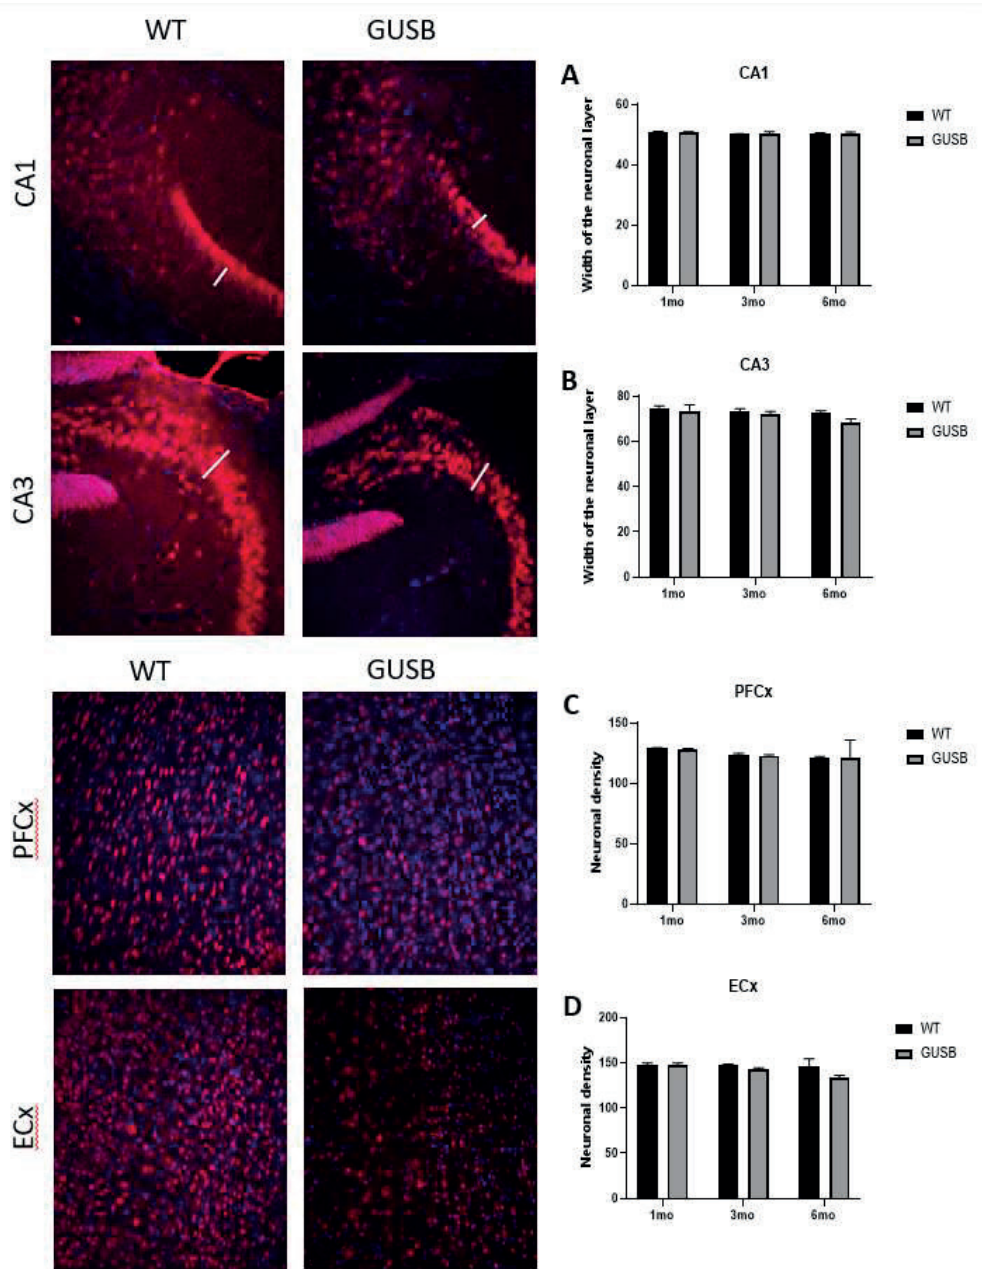 WT GUSB
CA1
CA3
WT GUSB
PFCx
ECx
A
CA1
Width of the neuronal layer
60
40
20
0
1mo 3mo 6mo
WT
GUSB
B
CA3
Width of the neuronal layer
80
60
40
20
0
1mo 3mo 6mo
WT
GUSB
C
PFCx
Neuronal density
150
100
50
0
1mo 3mo 6mo
WT
GUSB
D
ECx
Neuronal density
200
150
100
50
0
1mo 3mo 6mo
WT
GUSB